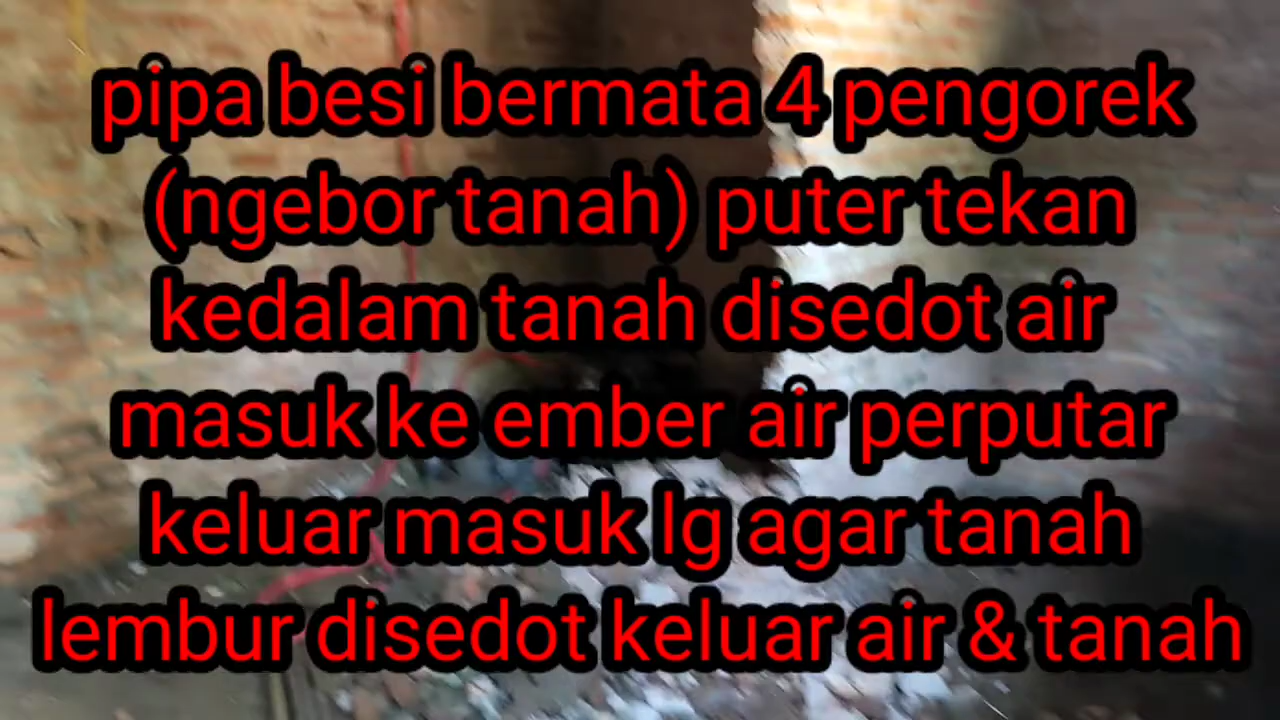 pipa besi bermata 4 pengorek
(ngebor tanah) puter tekan
kedalam tanah disedot air
masuk ke ember air perputar
keluar masuk lg agar tanah
lembur disedot keluar air & tanah